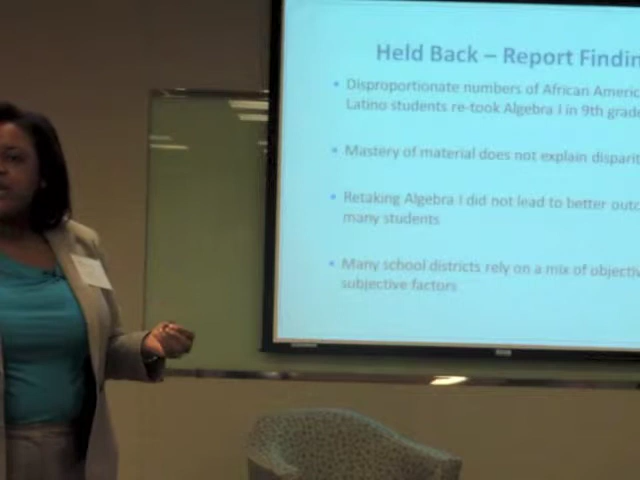 Held Back – Report Findin
• Disproportionate numbers of African Americ
Latino students re-took Algebra I in 9th grade
• Mastery of material does not explain disparit
• Retaking Algebra I did not lead to better outc
many students
• Many school districts rely on a mix of objectiv
subjective factors